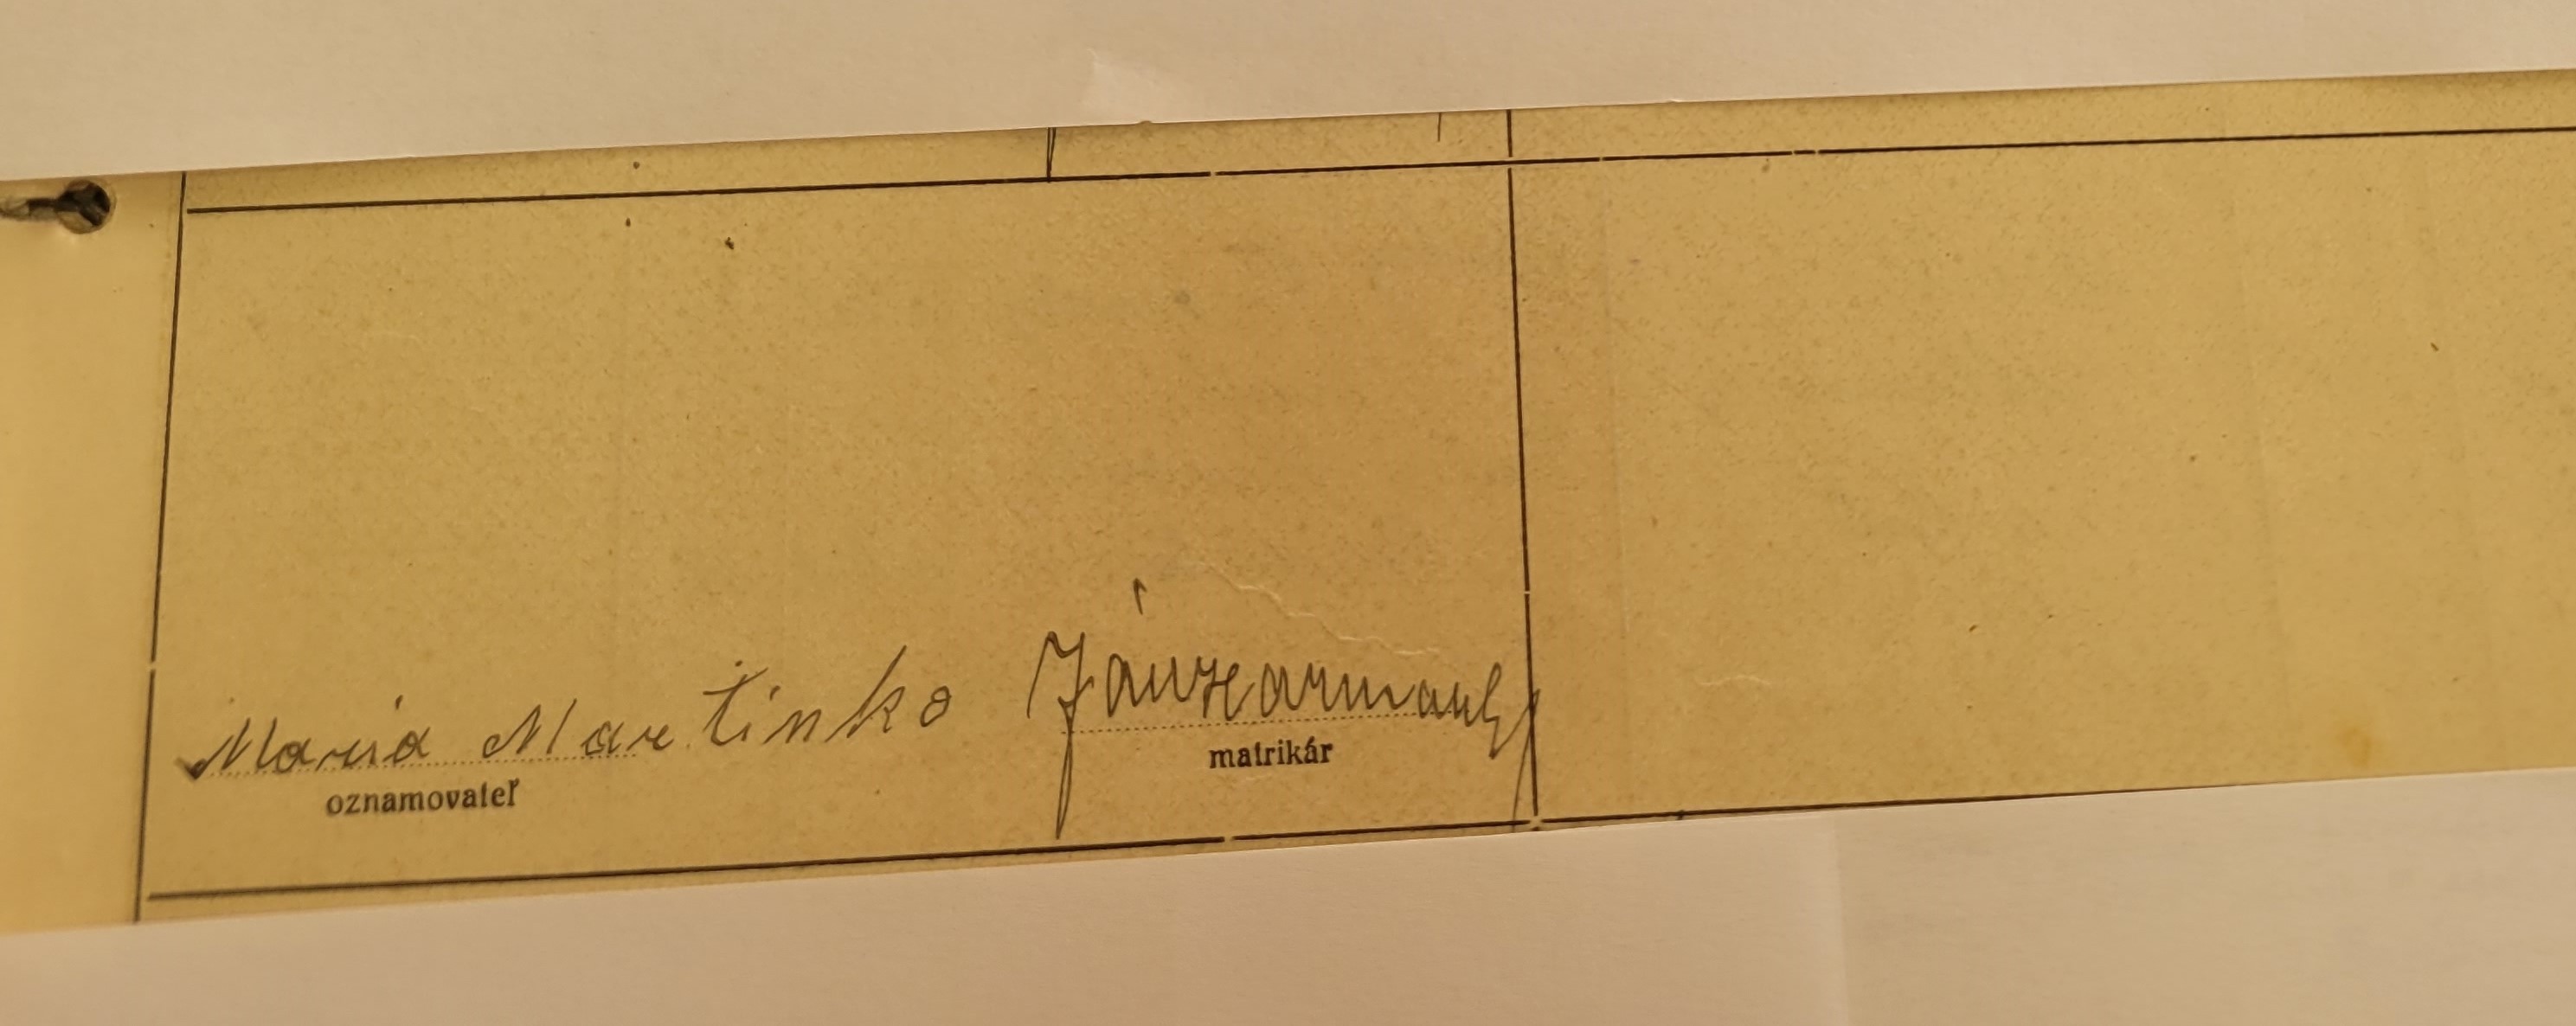 Maria Martinko
oznamovateľ matrikár